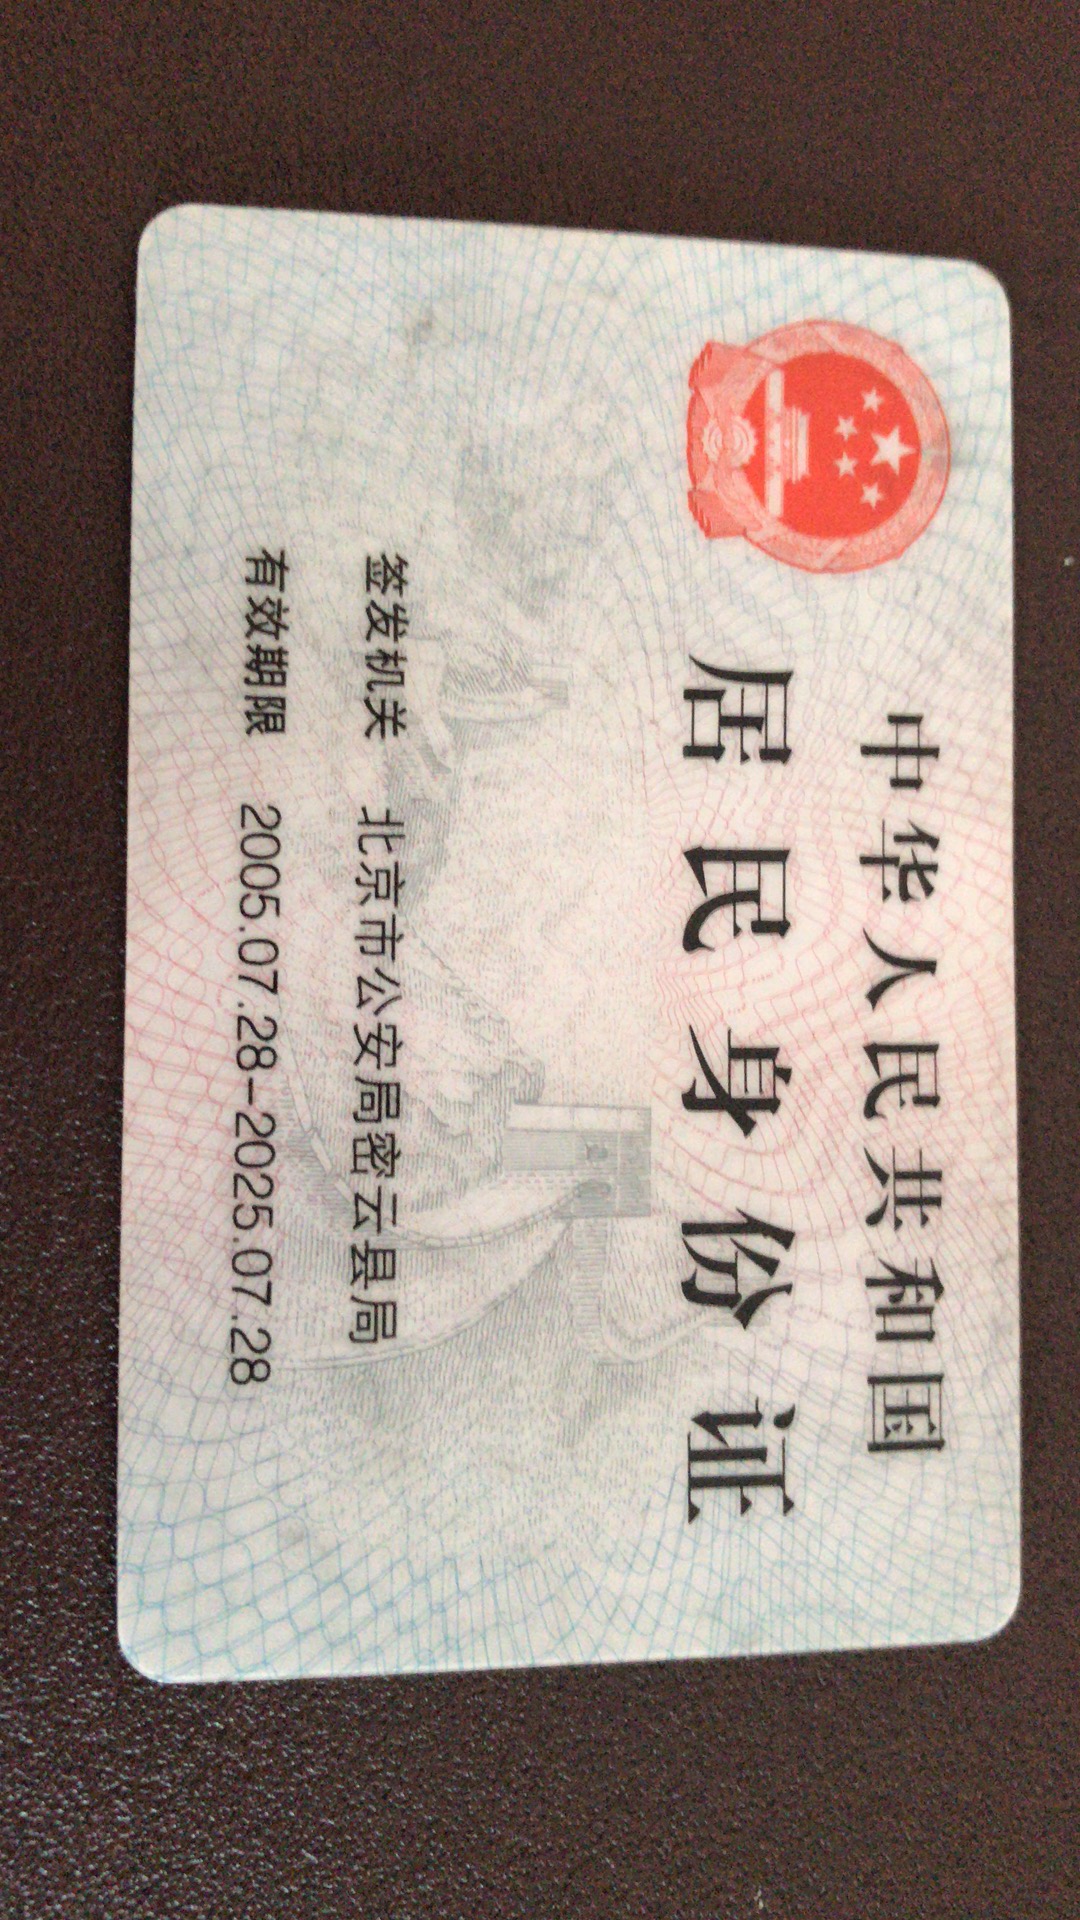 中华人民共和国
居民身份证
签发机关 北京市公安局密云县局
有效期限 2005.07.28-2025.07.28